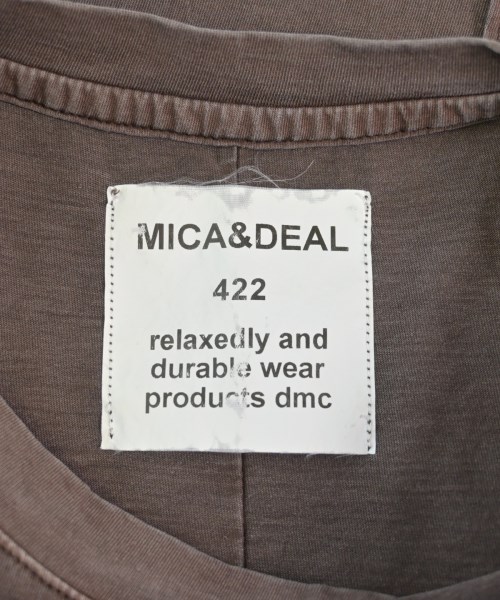 MICA&DEAL
422
relaxedly and
durable wear
products dmc